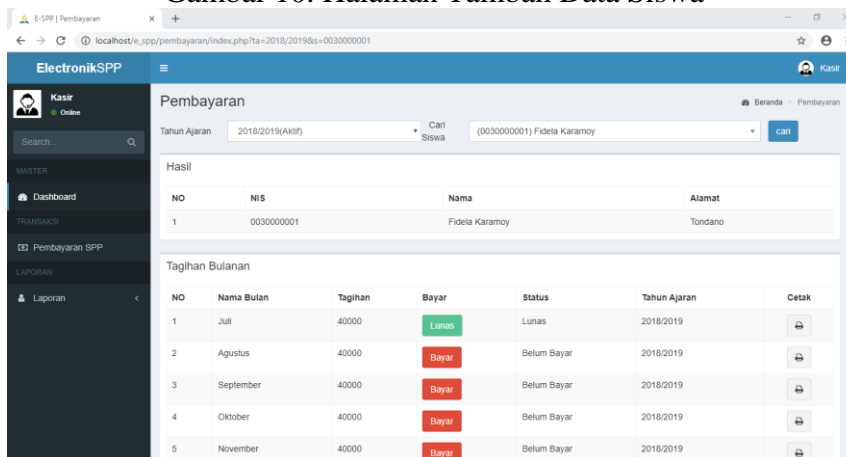 E-SPP | Pembayaran
localhost/e_spp/pembayaran/index.php?ta=2018/2019&s=0030000001
ElectronikSPP
Kasir
Kasir
Online
Search...
MASTER
Dashboard
TRANSAKSI
Pembayaran SPP
LAPORAN
Laporan
Pembayaran
Beranda > Pembayaran
Tahun Ajaran 2018/2019(Aktif) Cari Siswa (0030000001) Fidela Karamoy cari
Hasil
NO NIS Nama Alamat
1 0030000001 Fidela Karamoy Tondano
Tagihan Bulanan
NO Nama Bulan Tagihan Bayar Status Tahun Ajaran Cetak
1 Juli 40000 Lunas Lunas 2018/2019
2 Agustus 40000 Bayar Belum Bayar 2018/2019
3 September 40000 Bayar Belum Bayar 2018/2019
4 Oktober 40000 Bayar Belum Bayar 2018/2019
5 November 40000 Bayar Belum Bayar 2018/2019